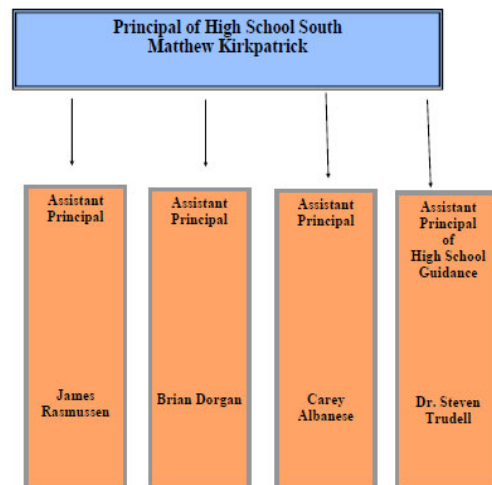 Principal of High School South
Matthew Kirkpatrick
Assistant
Principal
James
Rasmussen
Assistant
Principal
Brian Dorgan
Assistant
Principal
Carey
Albanese
Assistant
Principal
of
High School
Guidance
Dr. Steven
Trudell